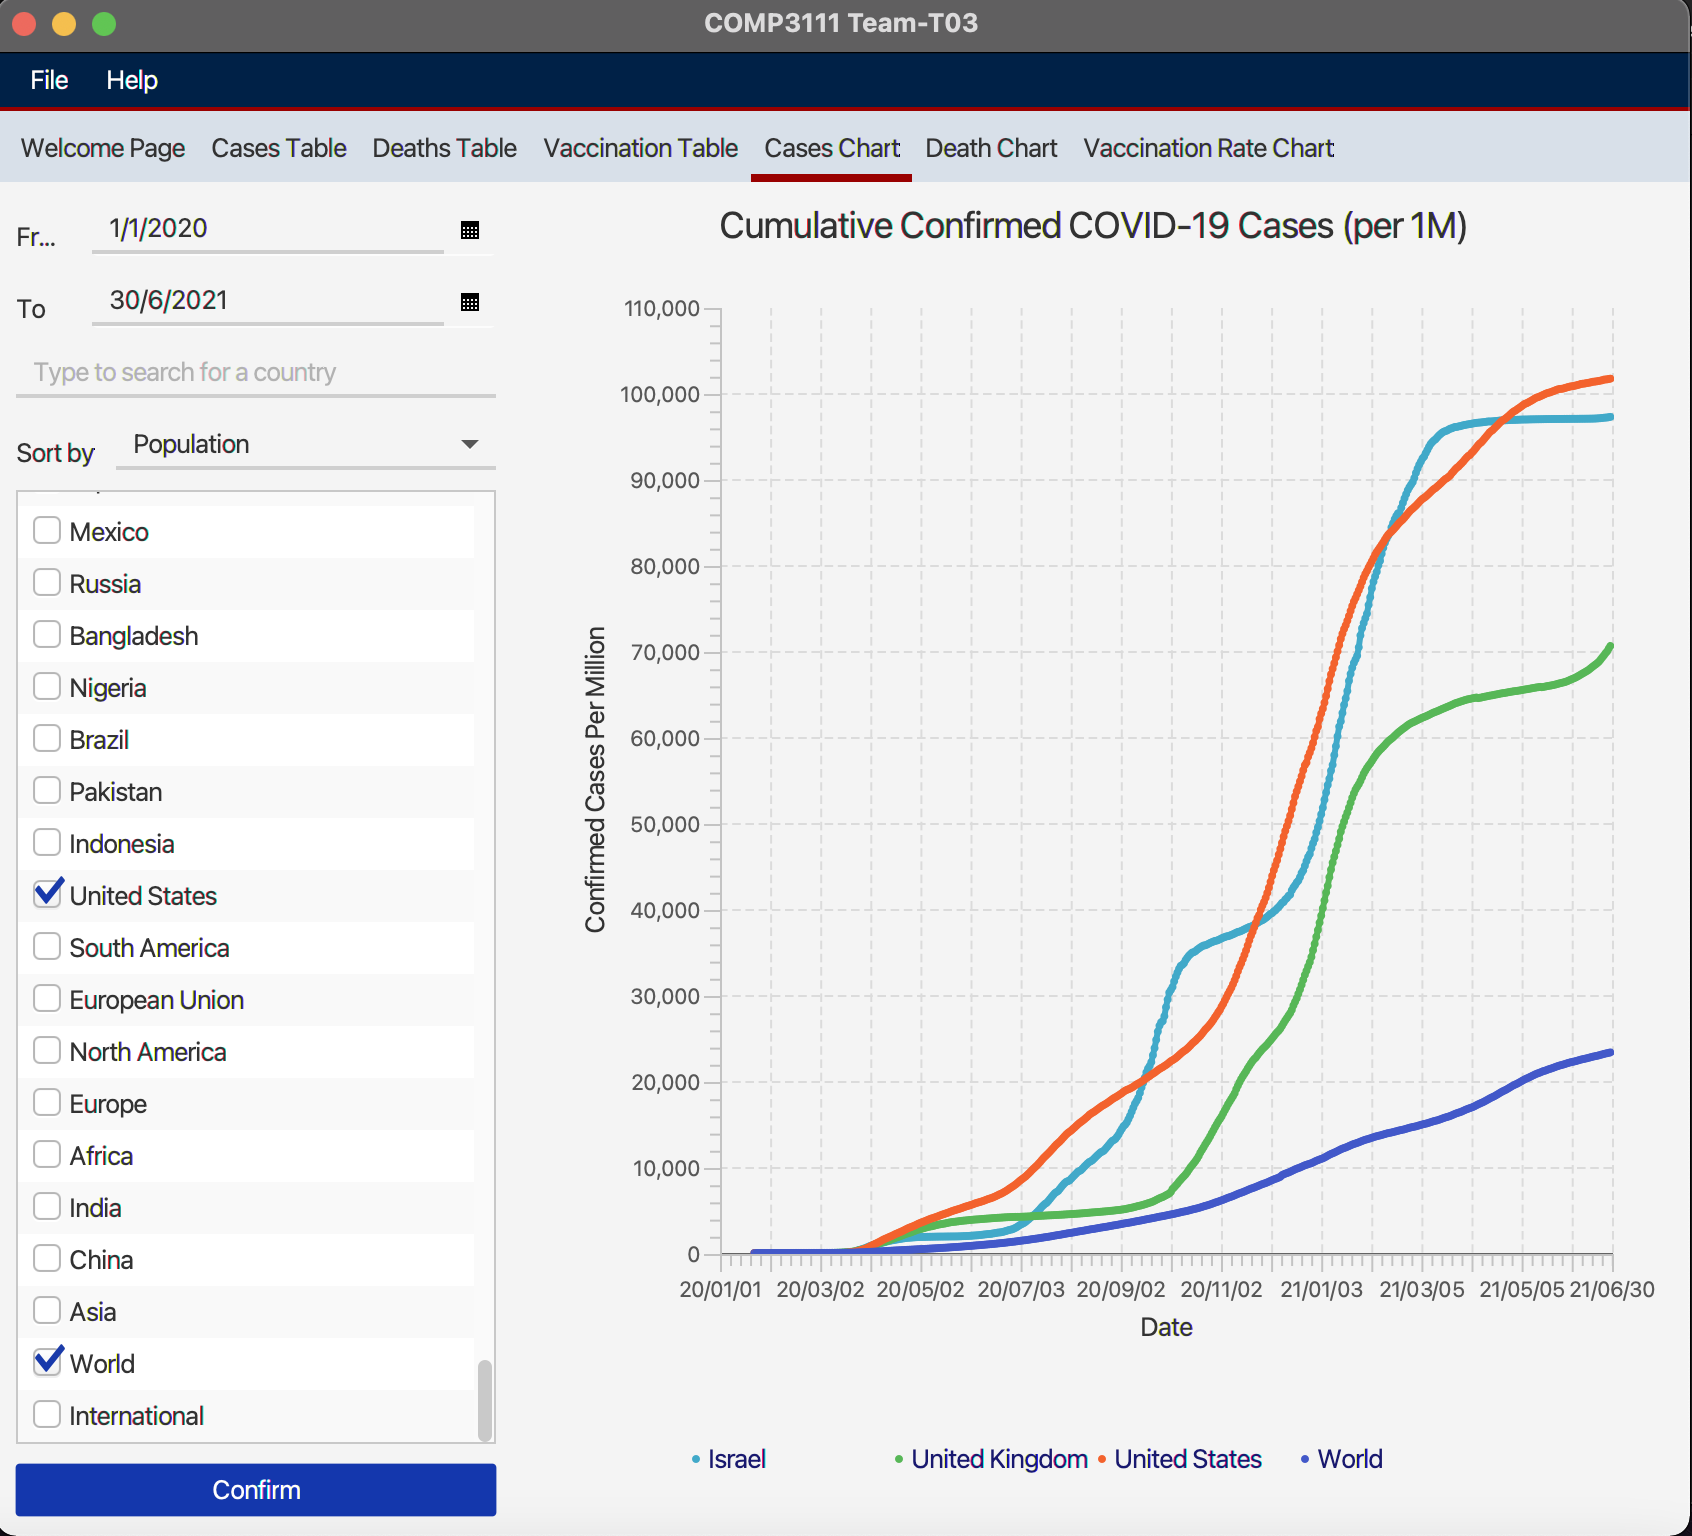 COMP3111 Team-T03
File Help
Welcome Page Cases Table Deaths Table Vaccination Table Cases Chart Death Chart Vaccination Rate Chart
Fr... 1/1/2020
To 30/6/2021
Type to search for a country
Sort by Population
Mexico
Russia
Bangladesh
Nigeria
Brazil
Pakistan
Indonesia
United States
South America
European Union
North America
Europe
Africa
India
China
Asia
World
International
Confirm
Cumulative Confirmed COVID-19 Cases (per 1M)
Confirmed Cases Per Million
110,000
100,000
90,000
80,000
70,000
60,000
50,000
40,000
30,000
20,000
10,000
0
20/01/01 20/03/02 20/05/02 20/07/03 20/09/02 20/11/02 21/01/03 21/03/05 21/05/05 21/06/30
Date
Israel United Kingdom United States World